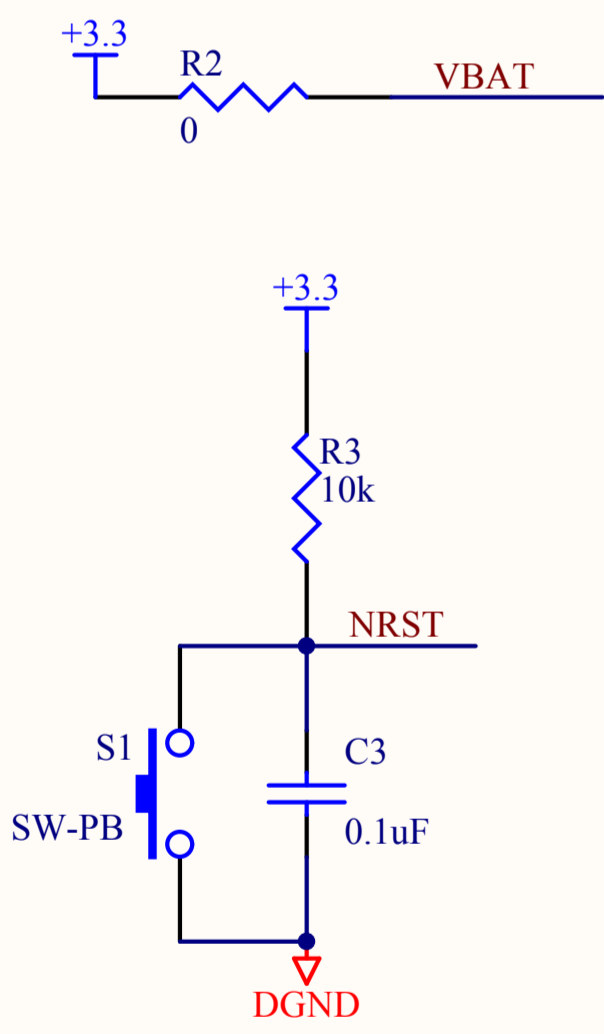 +3.3
R2
VBAT
0
+3.3
R3
10k
NRST
S1
C3
SW-PB
0.1uF
DGND